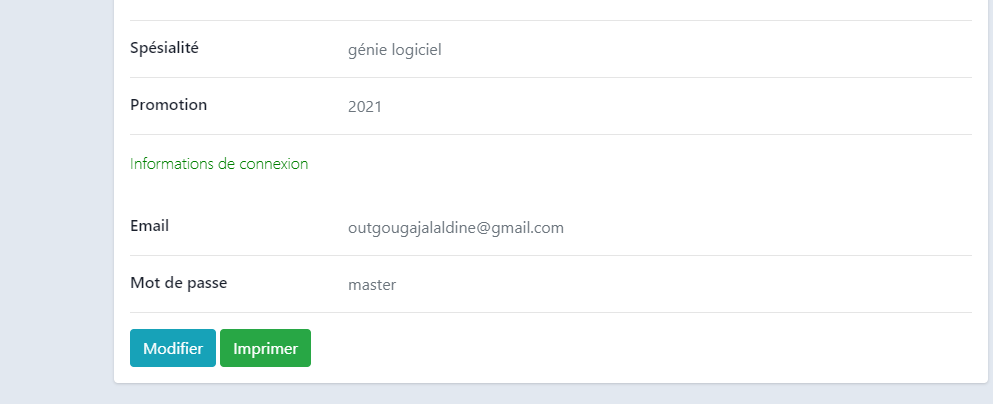 Spésialité génie logiciel
Promotion 2021
Informations de connexion
Email outgougajalaldine@gmail.com
Mot de passe master
Modifier Imprimer